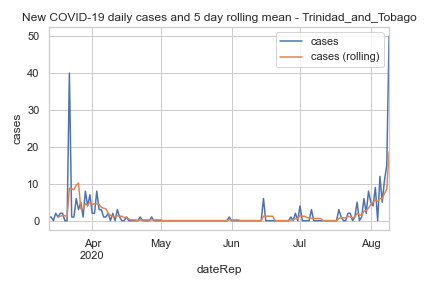 New COVID-19 daily cases and 5 day rolling mean - Trinidad_and_Tobago
cases
cases (rolling)
50
40
30
20
10
0
cases
Apr
2020
May
Jun
Jul
Aug
dateRep